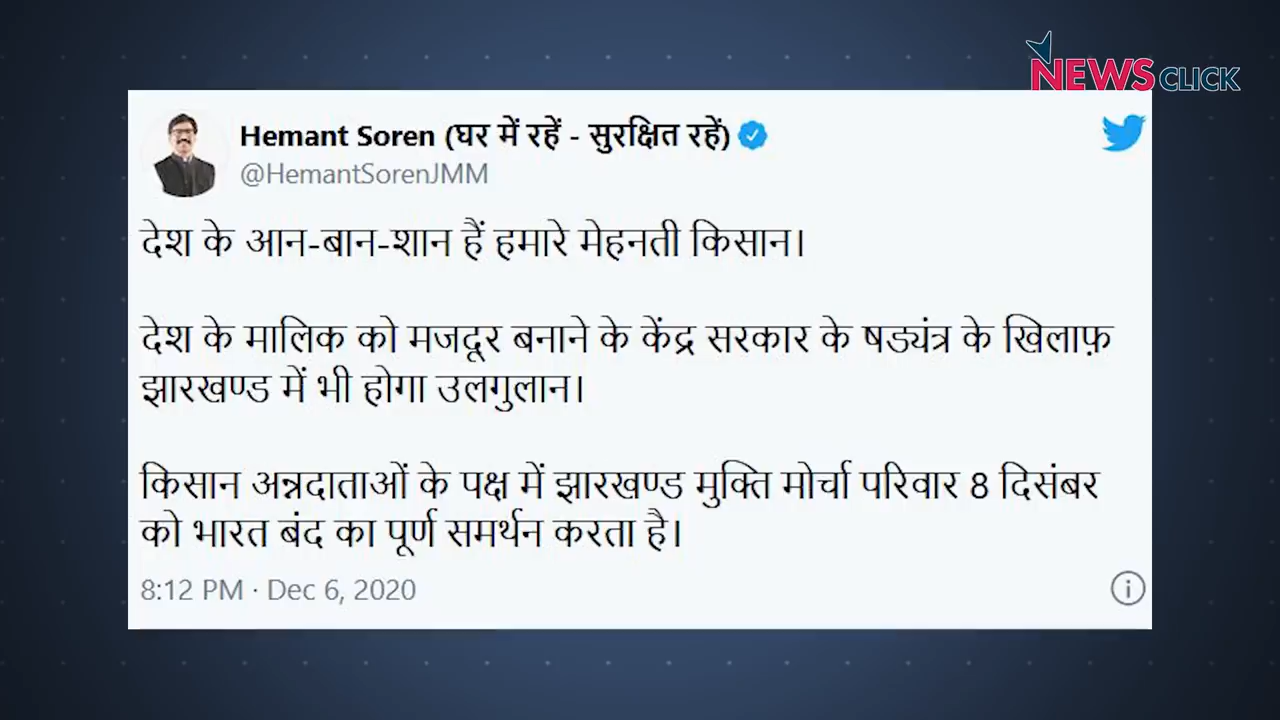 NEWSCLICK
Hemant Soren (घर में रहें - सुरक्षित रहें)
@HemantSorenJMM
देश के आन-बान-शान हैं हमारे मेहनती किसान।
देश के मालिक को मजदूर बनाने के केंद्र सरकार के षड्यंत्र के खिलाफ़
झारखण्ड में भी होगा उलगुलान।
किसान अन्नदाताओं के पक्ष में झारखण्ड मुक्ति मोर्चा परिवार 8 दिसंबर
को भारत बंद का पूर्ण समर्थन करता है।
8:12 PM · Dec 6, 2020